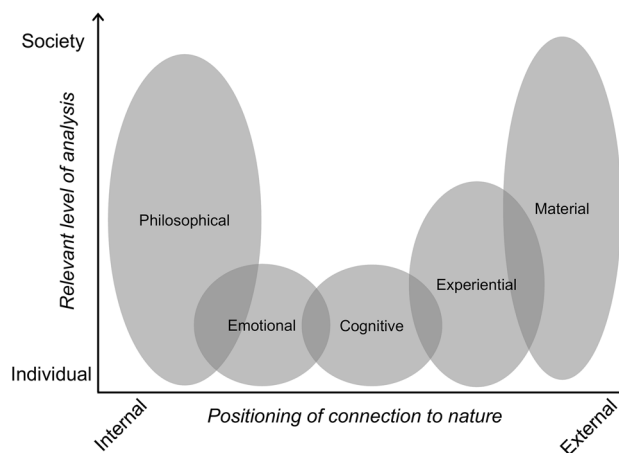 Society
Relevant level of analysis
Philosophical
Material
Experiential
Emotional
Cognitive
Individual
Internal
Positioning of connection to nature
External